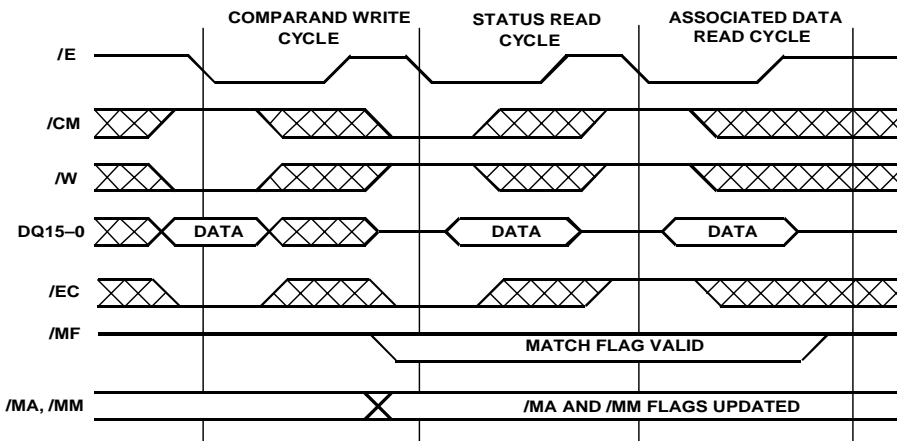 COMPARAND WRITE
CYCLE
STATUS READ
CYCLE
ASSOCIATED DATA
READ CYCLE
/E
/CM
/W
DQ15–0
DATA
DATA
DATA
/EC
/MF
MATCH FLAG VALID
/MA, /MM
/MA AND /MM FLAGS UPDATED